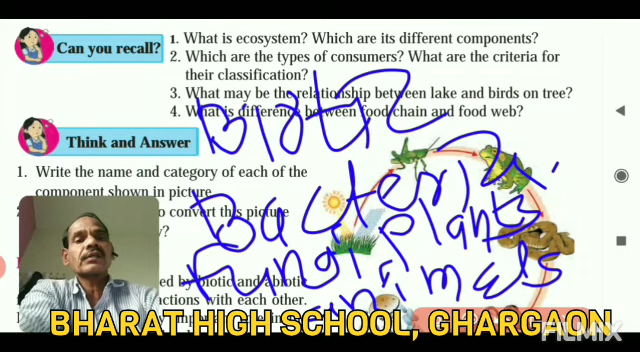 Can you recall?
1. What is ecosystem? Which are its different components?
2. Which are the types of consumers? What are the criteria for
their classification?
3. What may be the relationship between lake and birds on tree?
4. What is difference between food chain and food web?
Biotic
Think and Answer
1. Write the name and category of each of the
component shown in picture.
to convert this picture
Bacteria.
Fungi, Plants
Animels
ed by biotic and abiotic
actions with each other.
BHARAT HIGH SCHOOL, GHARGAON
FILMIX